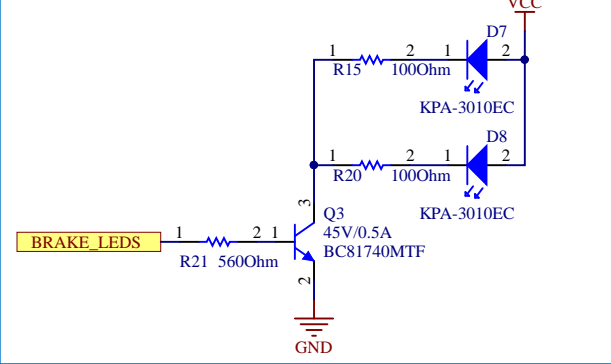 VCC
D7
1 2 1 2
R15 100Ohm
KPA-3010EC
D8
1 2 1 2
R20 100Ohm
KPA-3010EC
3
Q3
45V/0.5A
BC81740MTF
BRAKE_LEDS
1 2 1
R21 560Ohm
2
GND